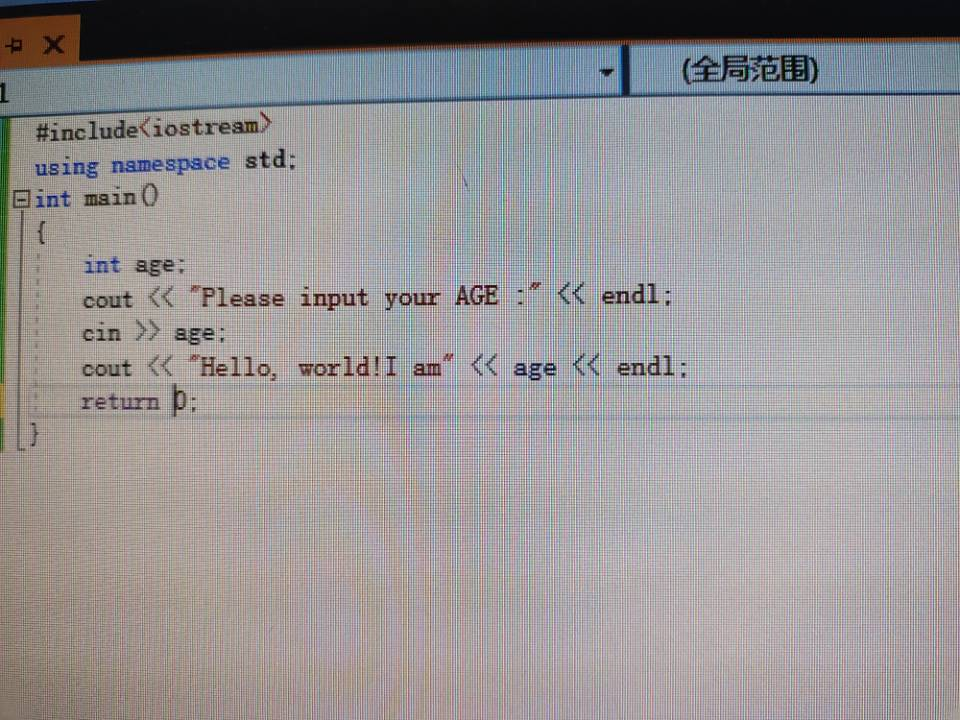 1
(全局范围)
#include<iostream>
using namespace std;
int main()
{
int age;
cout << "Please input your AGE :" << endl;
cin >> age;
cout << "Hello, world!I am" << age << endl;
return 0;
}